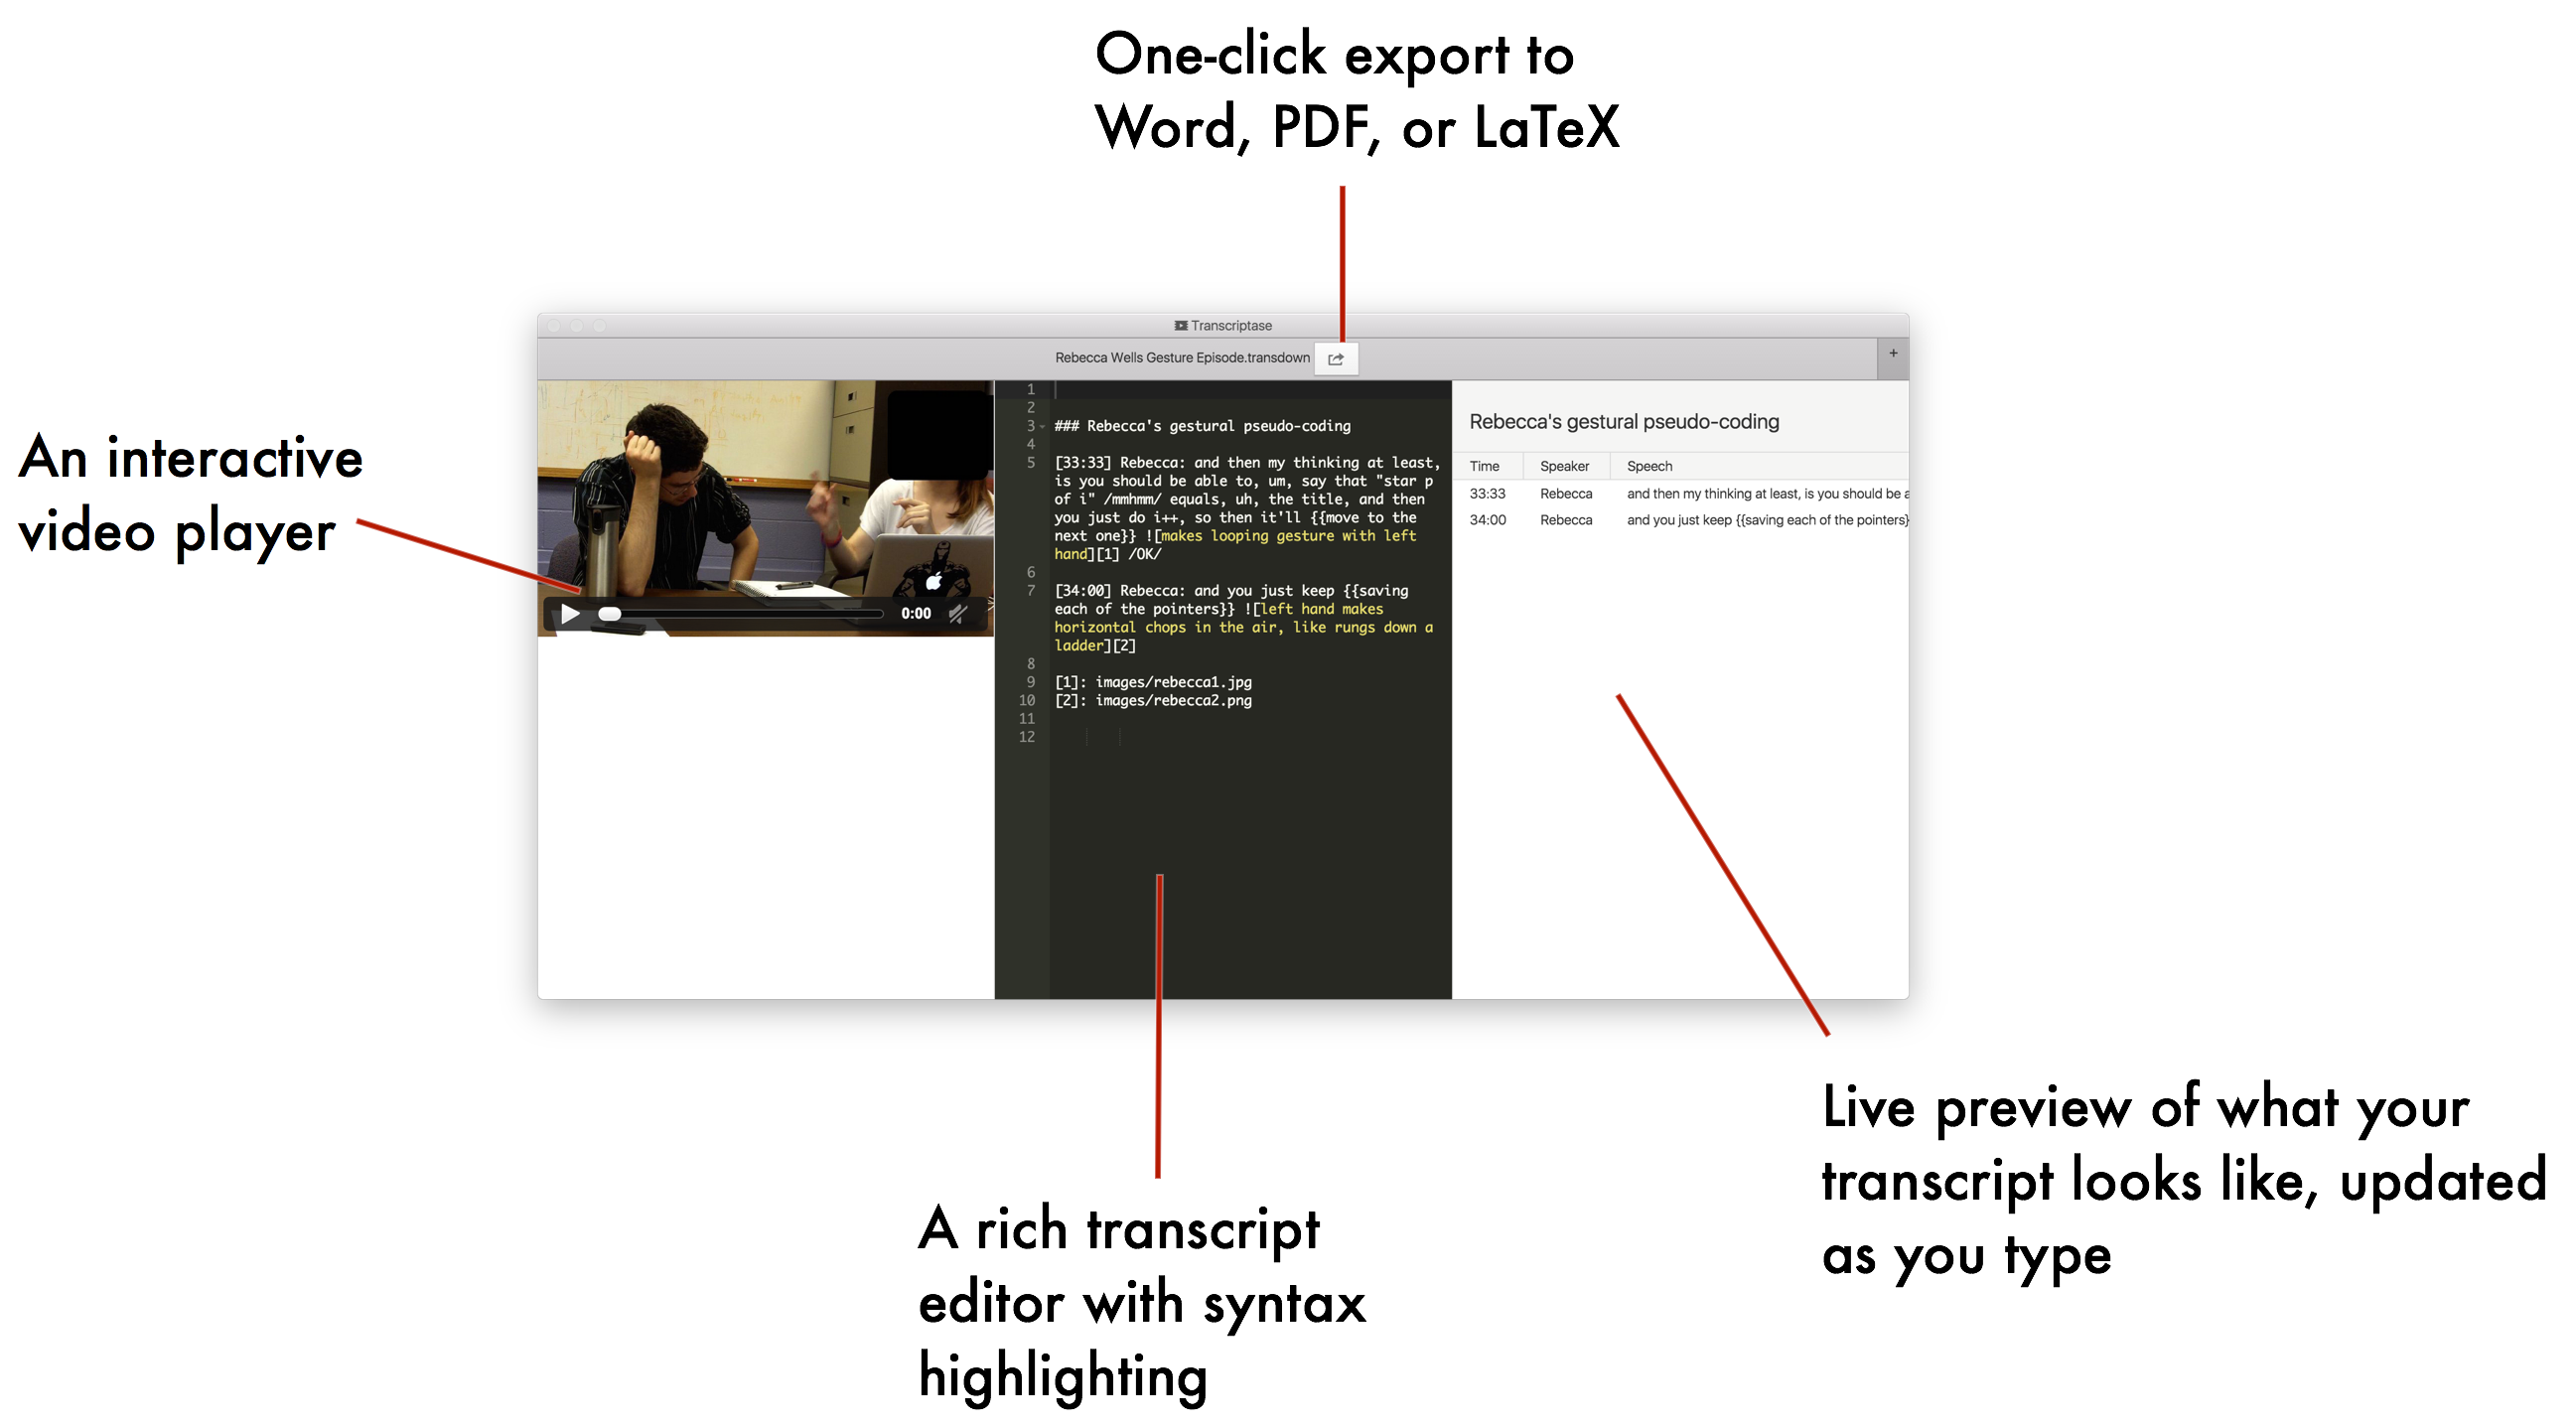 One-click export to
Word, PDF, or LaTeX
Transcriptase
Rebecca Wells Gesture Episode.transdown
+
An interactive
video player
0:00
1
2
3 ### Rebecca's gestural pseudo-coding
4
5 [33:33] Rebecca: and then my thinking at least,
is you should be able to, um, say that "star p
of i" /mmhmm/ equals, uh, the title, and then
you just do i++, so then it'll {{move to the
next one}} ![makes looping gesture with left
hand][1] /OK/
6
7 [34:00] Rebecca: and you just keep {{saving
each of the pointers}} ![left hand makes
horizontal chops in the air, like rungs down a
ladder][2]
8
9 [1]: images/rebecca1.jpg
10 [2]: images/rebecca2.png
11
12
Rebecca's gestural pseudo-coding
Time Speaker Speech
33:33 Rebecca and then my thinking at least, is you should be a
34:00 Rebecca and you just keep {{saving each of the pointers}
A rich transcript
editor with syntax
highlighting
Live preview of what your
transcript looks like, updated
as you type